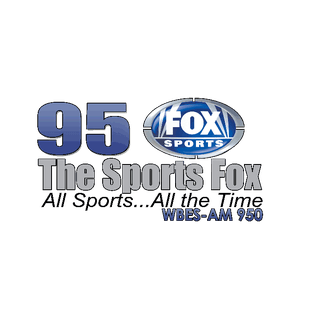 95 FOX
SPORTS
The Sports Fox
All Sports...All the Time
WBES-AM 950